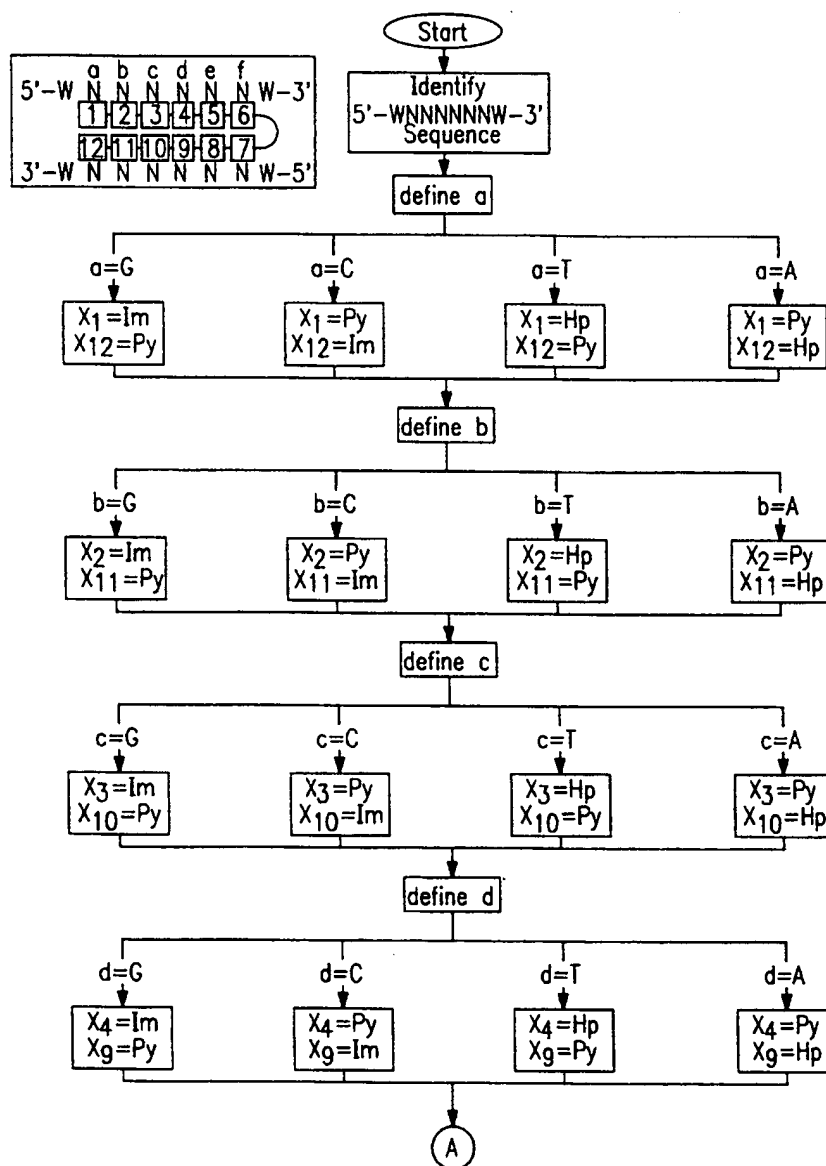 Start
a b c d e f
5'-W N N N N N N W-3'
1 2 3 4 5 6
12 11 10 9 8 7
3'-W N N N N N N W-5'
Identify
5'-WNNNNNNW-3'
Sequence
define a
a=G a=C a=T a=A
X1=Im X1=Py X1=Hp X1=Py
X12=Py X12=Im X12=Py X12=Hp
define b
b=G b=C b=T b=A
X2=Im X2=Py X2=Hp X2=Py
X11=Py X11=Im X11=Py X11=Hp
define c
c=G c=C c=T c=A
X3=Im X3=Py X3=Hp X3=Py
X10=Py X10=Im X10=Py X10=Hp
define d
d=G d=C d=T d=A
X4=Im X4=Py X4=Hp X4=Py
X9=Py X9=Im X9=Py X9=Hp
A